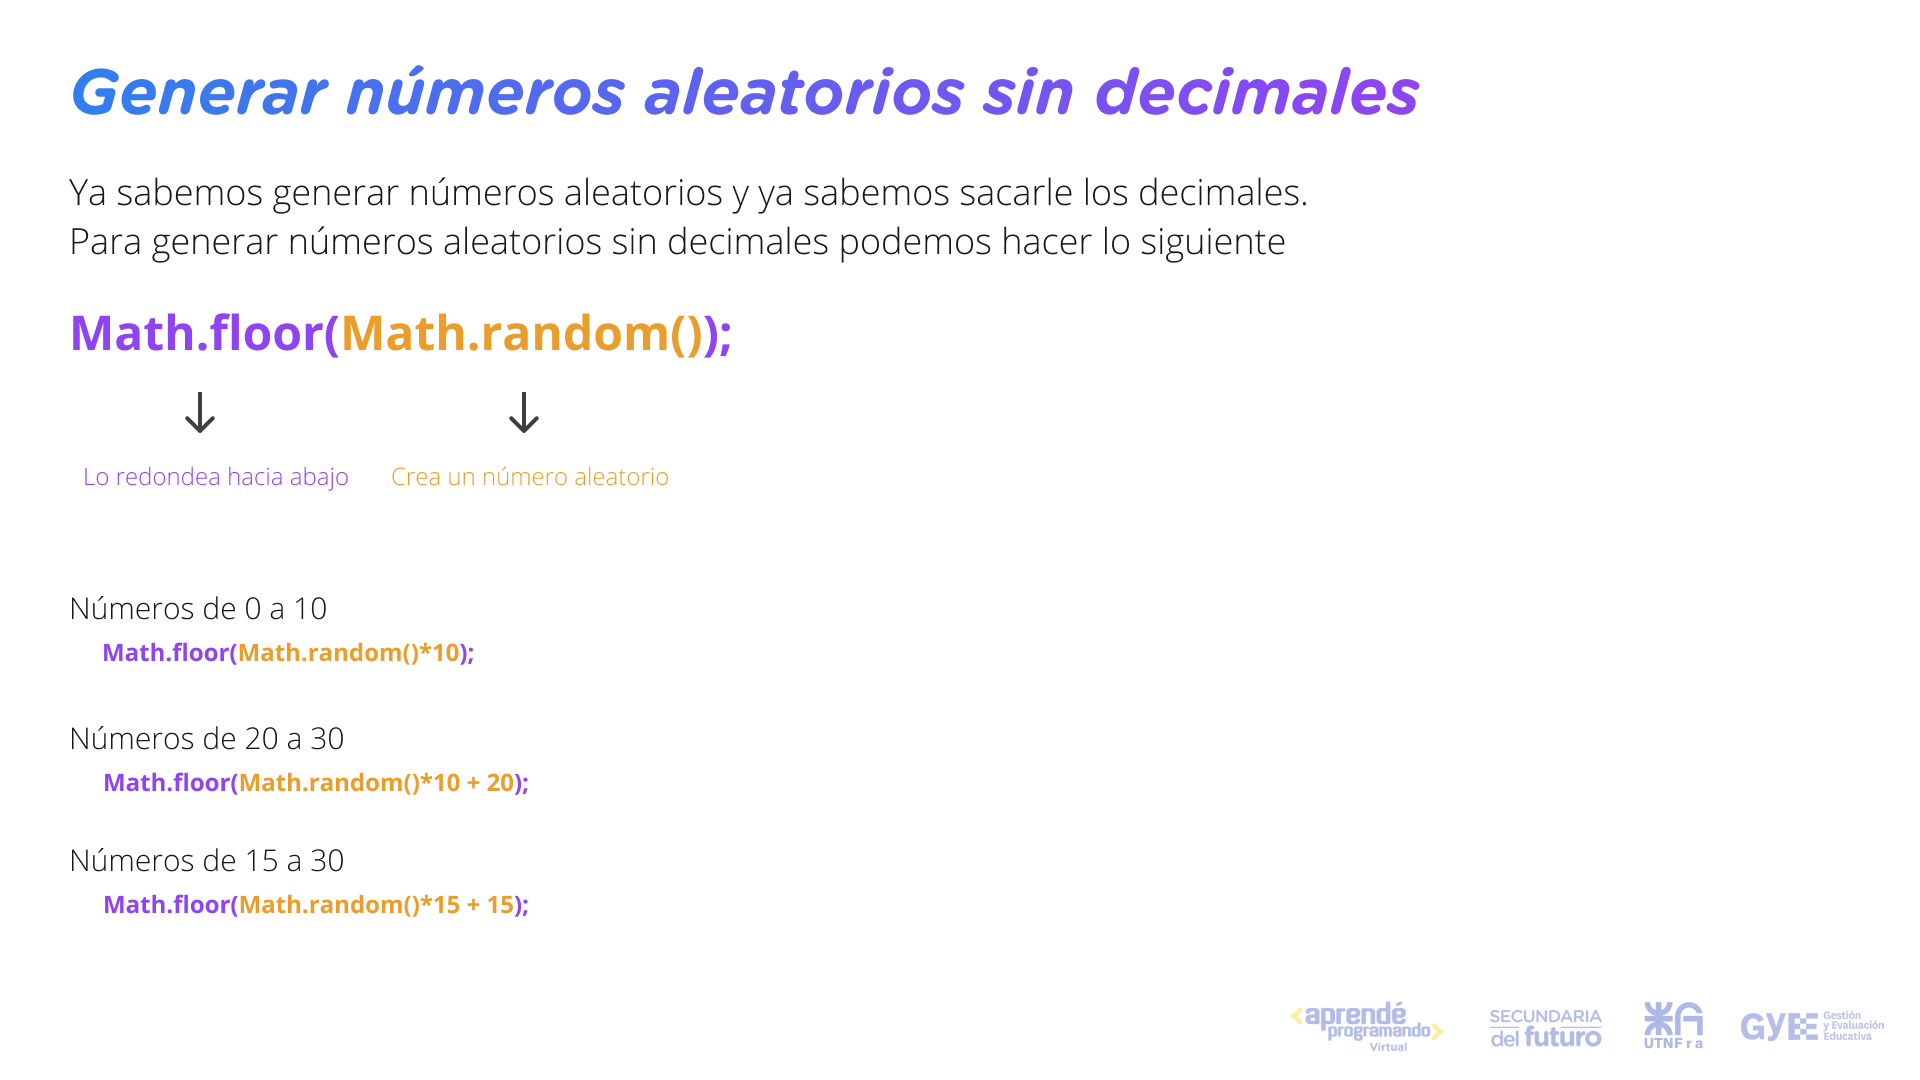 Generar números aleatorios sin decimales
Ya sabemos generar números aleatorios y ya sabemos sacarle los decimales.
Para generar números aleatorios sin decimales podemos hacer lo siguiente
Math.floor(Math.random());
Lo redondea hacia abajo
Crea un número aleatorio
Números de 0 a 10
Math.floor(Math.random()*10);
Números de 20 a 30
Math.floor(Math.random()*10 + 20);
Números de 15 a 30
Math.floor(Math.random()*15 + 15);
<aprendé
programando>
Virtual
SECUNDARIA
del futuro
UTNFra
GyEE
Gestión
y Evaluación
Educativa